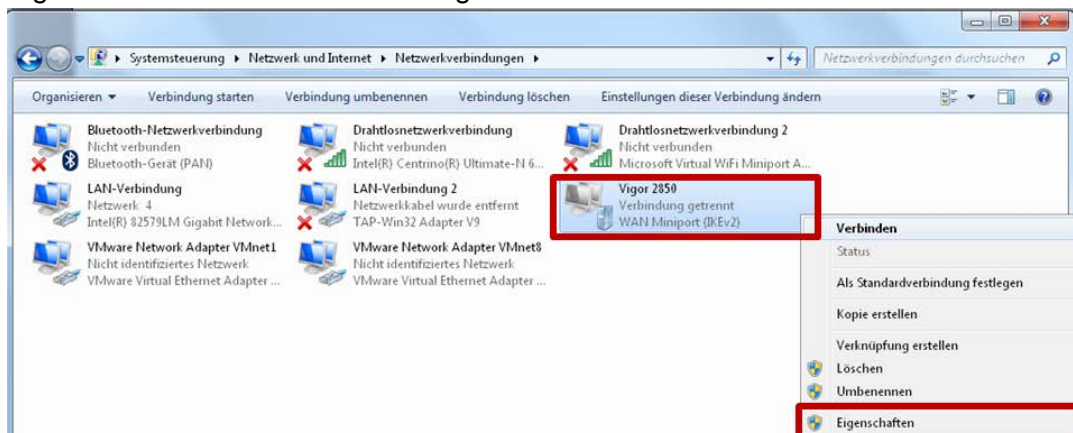 Systemsteuerung ▸ Netzwerk und Internet ▸ Netzwerkverbindungen ▸
Netzwerkverbindungen durchsuchen
Organisieren Verbindung starten Verbindung umbenennen Verbindung löschen Einstellungen dieser Verbindung ändern
Bluetooth-Netzwerkverbindung
Nicht verbunden
Bluetooth-Gerät (PAN)
Drahtlosnetzwerkverbindung
Nicht verbunden
Intel(R) Centrino(R) Ultimate-N 6...
Drahtlosnetzwerkverbindung 2
Nicht verbunden
Microsoft Virtual WiFi Miniport A...
LAN-Verbindung
Netzwerk 4
Intel(R) 82579LM Gigabit Network...
LAN-Verbindung 2
Netzwerkkabel wurde entfernt
TAP-Win32 Adapter V9
Vigor 2850
Verbindung getrennt
WAN Miniport (IKEv2)
VMware Network Adapter VMnet1
Nicht identifiziertes Netzwerk
VMware Virtual Ethernet Adapter ...
VMware Network Adapter VMnet8
Nicht identifiziertes Netzwerk
VMware Virtual Ethernet Adapter ...
Verbinden
Status
Als Standardverbindung festlegen
Kopie erstellen
Verknüpfung erstellen
Löschen
Umbenennen
Eigenschaften